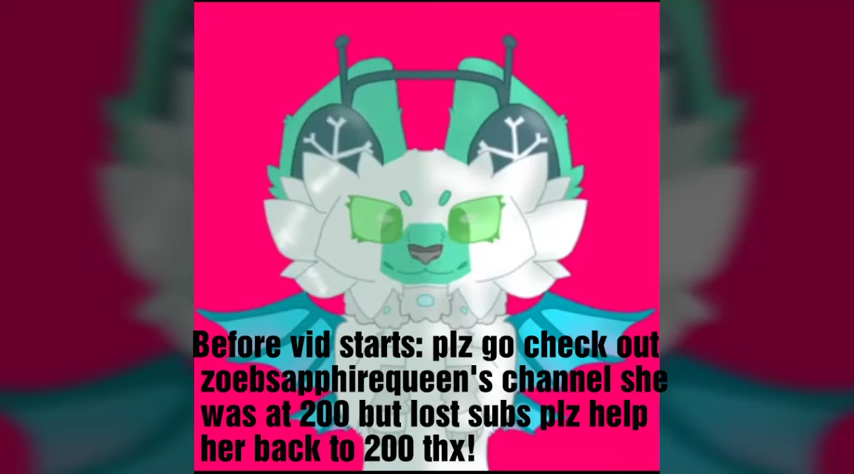 Before vid starts: plz go check out
zoebsapphirequeen's channel she
was at 200 but lost subs plz help
her back to 200 thx!